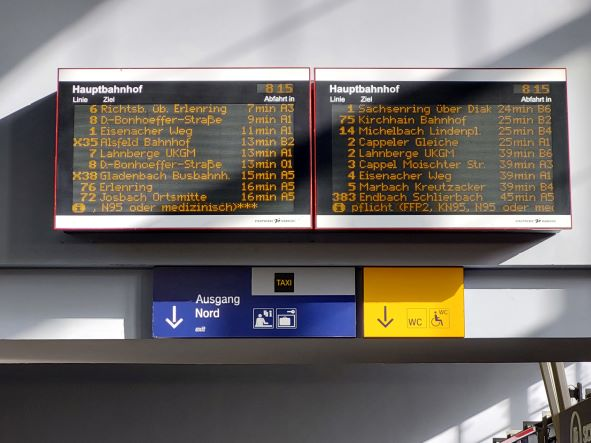 Hauptbahnhof 8 15
Linie Ziel Abfahrt in
6 Richtsb. üb. Erlenring 7min A3
8 D.-Bonhoeffer-Straße 9min A1
1 Eisenacher Weg 11min A1
X35 Alsfeld Bahnhof 13min B2
7 Lahnberge UKGM 13min A1
8 D.-Bonhoeffer-Straße 13min O1
X38 Gladenbach Busbahnh. 15min A5
76 Erlenring 16min A5
72 Josbach Ortsmitte 16min A5
, N95 oder medizinisch)***
Hauptbahnhof 8 15
Linie Ziel Abfahrt in
1 Sachsenring über Diak 24min B6
75 Kirchhain Bahnhof 25min B2
14 Michelbach Lindenpl. 25min B4
2 Cappeler Gleiche 25min A1
2 Lahnberge UKGM 39min B6
3 Cappel Moischter Str. 39min A3
4 Eisenacher Weg 39min A1
5 Marbach Kreutzacker 39min B4
383 Endbach Schlierbach 45min A5
pflicht (FFP2, KN95, N95 oder me
TAXI
Ausgang
Nord
exit
WC WC